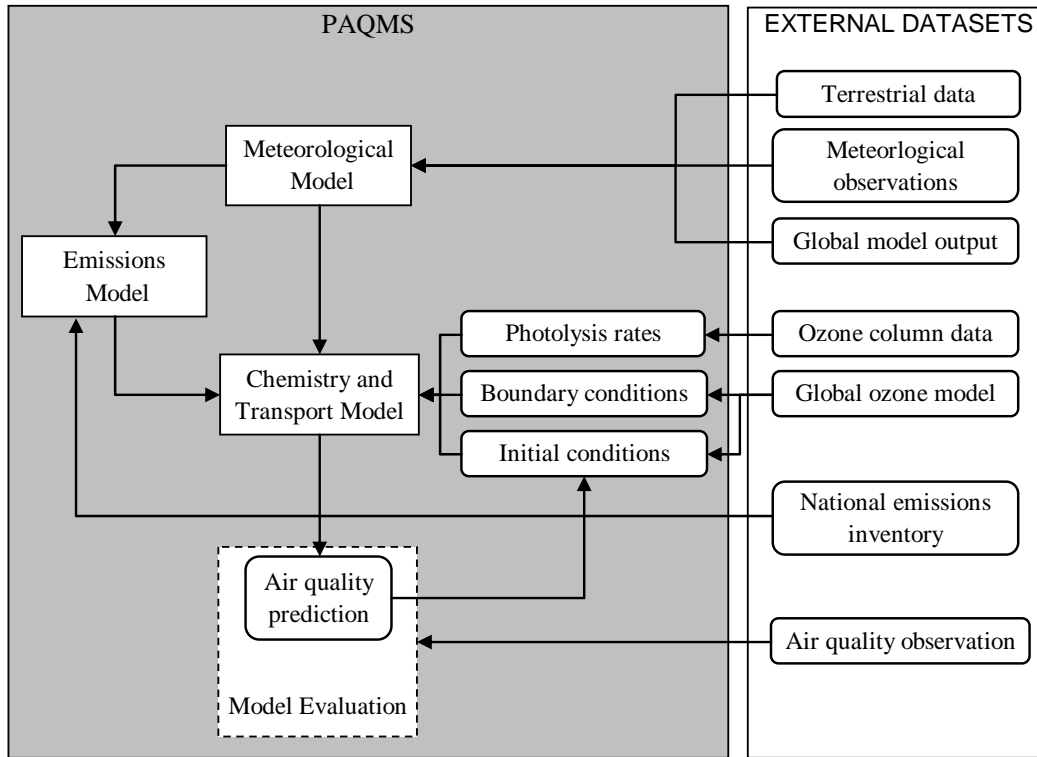 PAQMS
EXTERNAL DATASETS
Terrestrial data
Meteorological
Model
Meteorlogical
observations
Emissions
Model
Global model output
Photolysis rates
Ozone column data
Chemistry and
Transport Model
Boundary conditions
Global ozone model
Initial conditions
National emissions
inventory
Air quality
prediction
Air quality observation
Model Evaluation